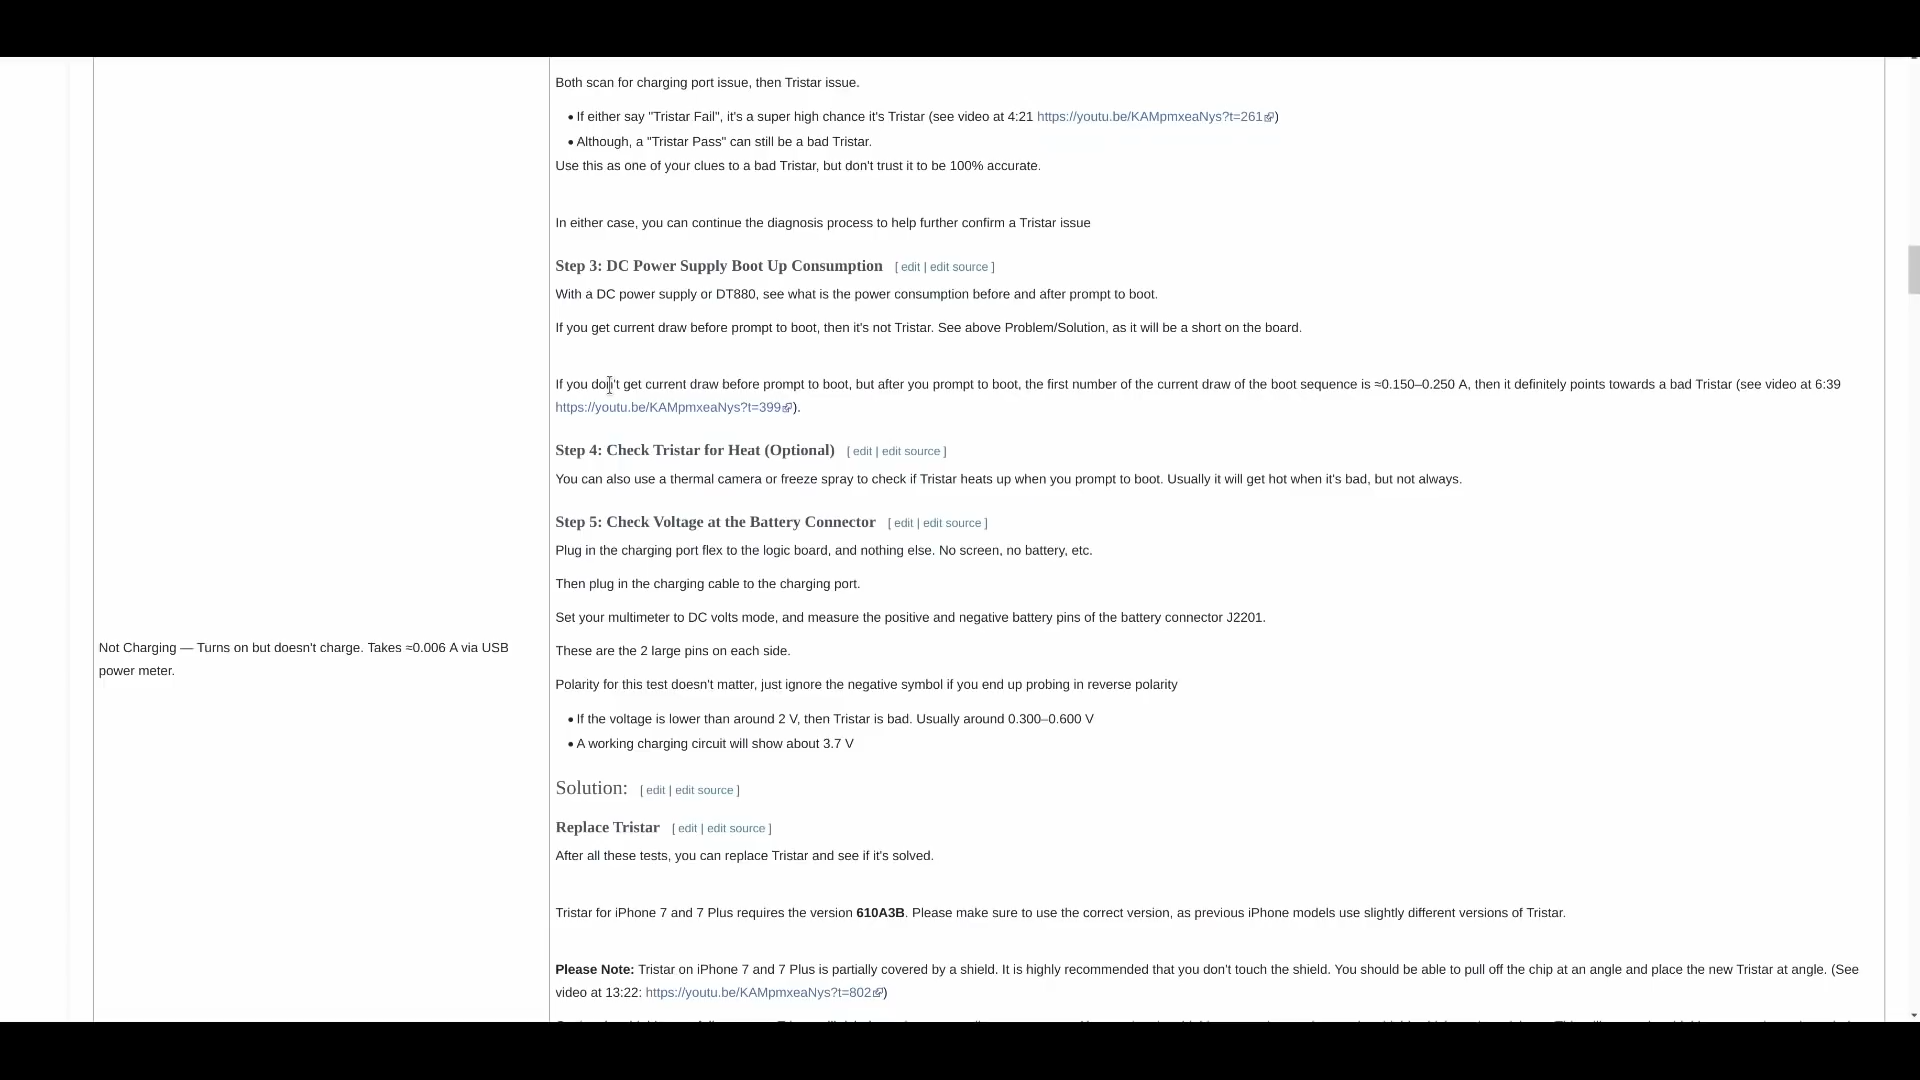 Both scan for charging port issue, then Tristar issue.
• If either say "Tristar Fail", it's a super high chance it's Tristar (see video at 4:21 https://youtu.be/KAMpmxeaNys?t=261)
• Although, a "Tristar Pass" can still be a bad Tristar.
Use this as one of your clues to a bad Tristar, but don't trust it to be 100% accurate.
In either case, you can continue the diagnosis process to help further confirm a Tristar issue
Step 3: DC Power Supply Boot Up Consumption [ edit | edit source ]
With a DC power supply or DT880, see what is the power consumption before and after prompt to boot.
If you get current draw before prompt to boot, then it's not Tristar. See above Problem/Solution, as it will be a short on the board.
If you don't get current draw before prompt to boot, but after you prompt to boot, the first number of the current draw of the boot sequence is ≈0.150–0.250 A, then it definitely points towards a bad Tristar (see video at 6:39
https://youtu.be/KAMpmxeaNys?t=399).
Step 4: Check Tristar for Heat (Optional) [ edit | edit source ]
You can also use a thermal camera or freeze spray to check if Tristar heats up when you prompt to boot. Usually it will get hot when it's bad, but not always.
Step 5: Check Voltage at the Battery Connector [ edit | edit source ]
Plug in the charging port flex to the logic board, and nothing else. No screen, no battery, etc.
Then plug in the charging cable to the charging port.
Set your multimeter to DC volts mode, and measure the positive and negative battery pins of the battery connector J2201.
Not Charging — Turns on but doesn't charge. Takes ≈0.006 A via USB
power meter.
These are the 2 large pins on each side.
Polarity for this test doesn't matter, just ignore the negative symbol if you end up probing in reverse polarity
• If the voltage is lower than around 2 V, then Tristar is bad. Usually around 0.300–0.600 V
• A working charging circuit will show about 3.7 V
Solution: [ edit | edit source ]
Replace Tristar [ edit | edit source ]
After all these tests, you can replace Tristar and see if it's solved.
Tristar for iPhone 7 and 7 Plus requires the version 610A3B. Please make sure to use the correct version, as previous iPhone models use slightly different versions of Tristar.
Please Note: Tristar on iPhone 7 and 7 Plus is partially covered by a shield. It is highly recommended that you don't touch the shield. You should be able to pull off the chip at an angle and place the new Tristar at angle. (See
video at 13:22: https://youtu.be/KAMpmxeaNys?t=802)